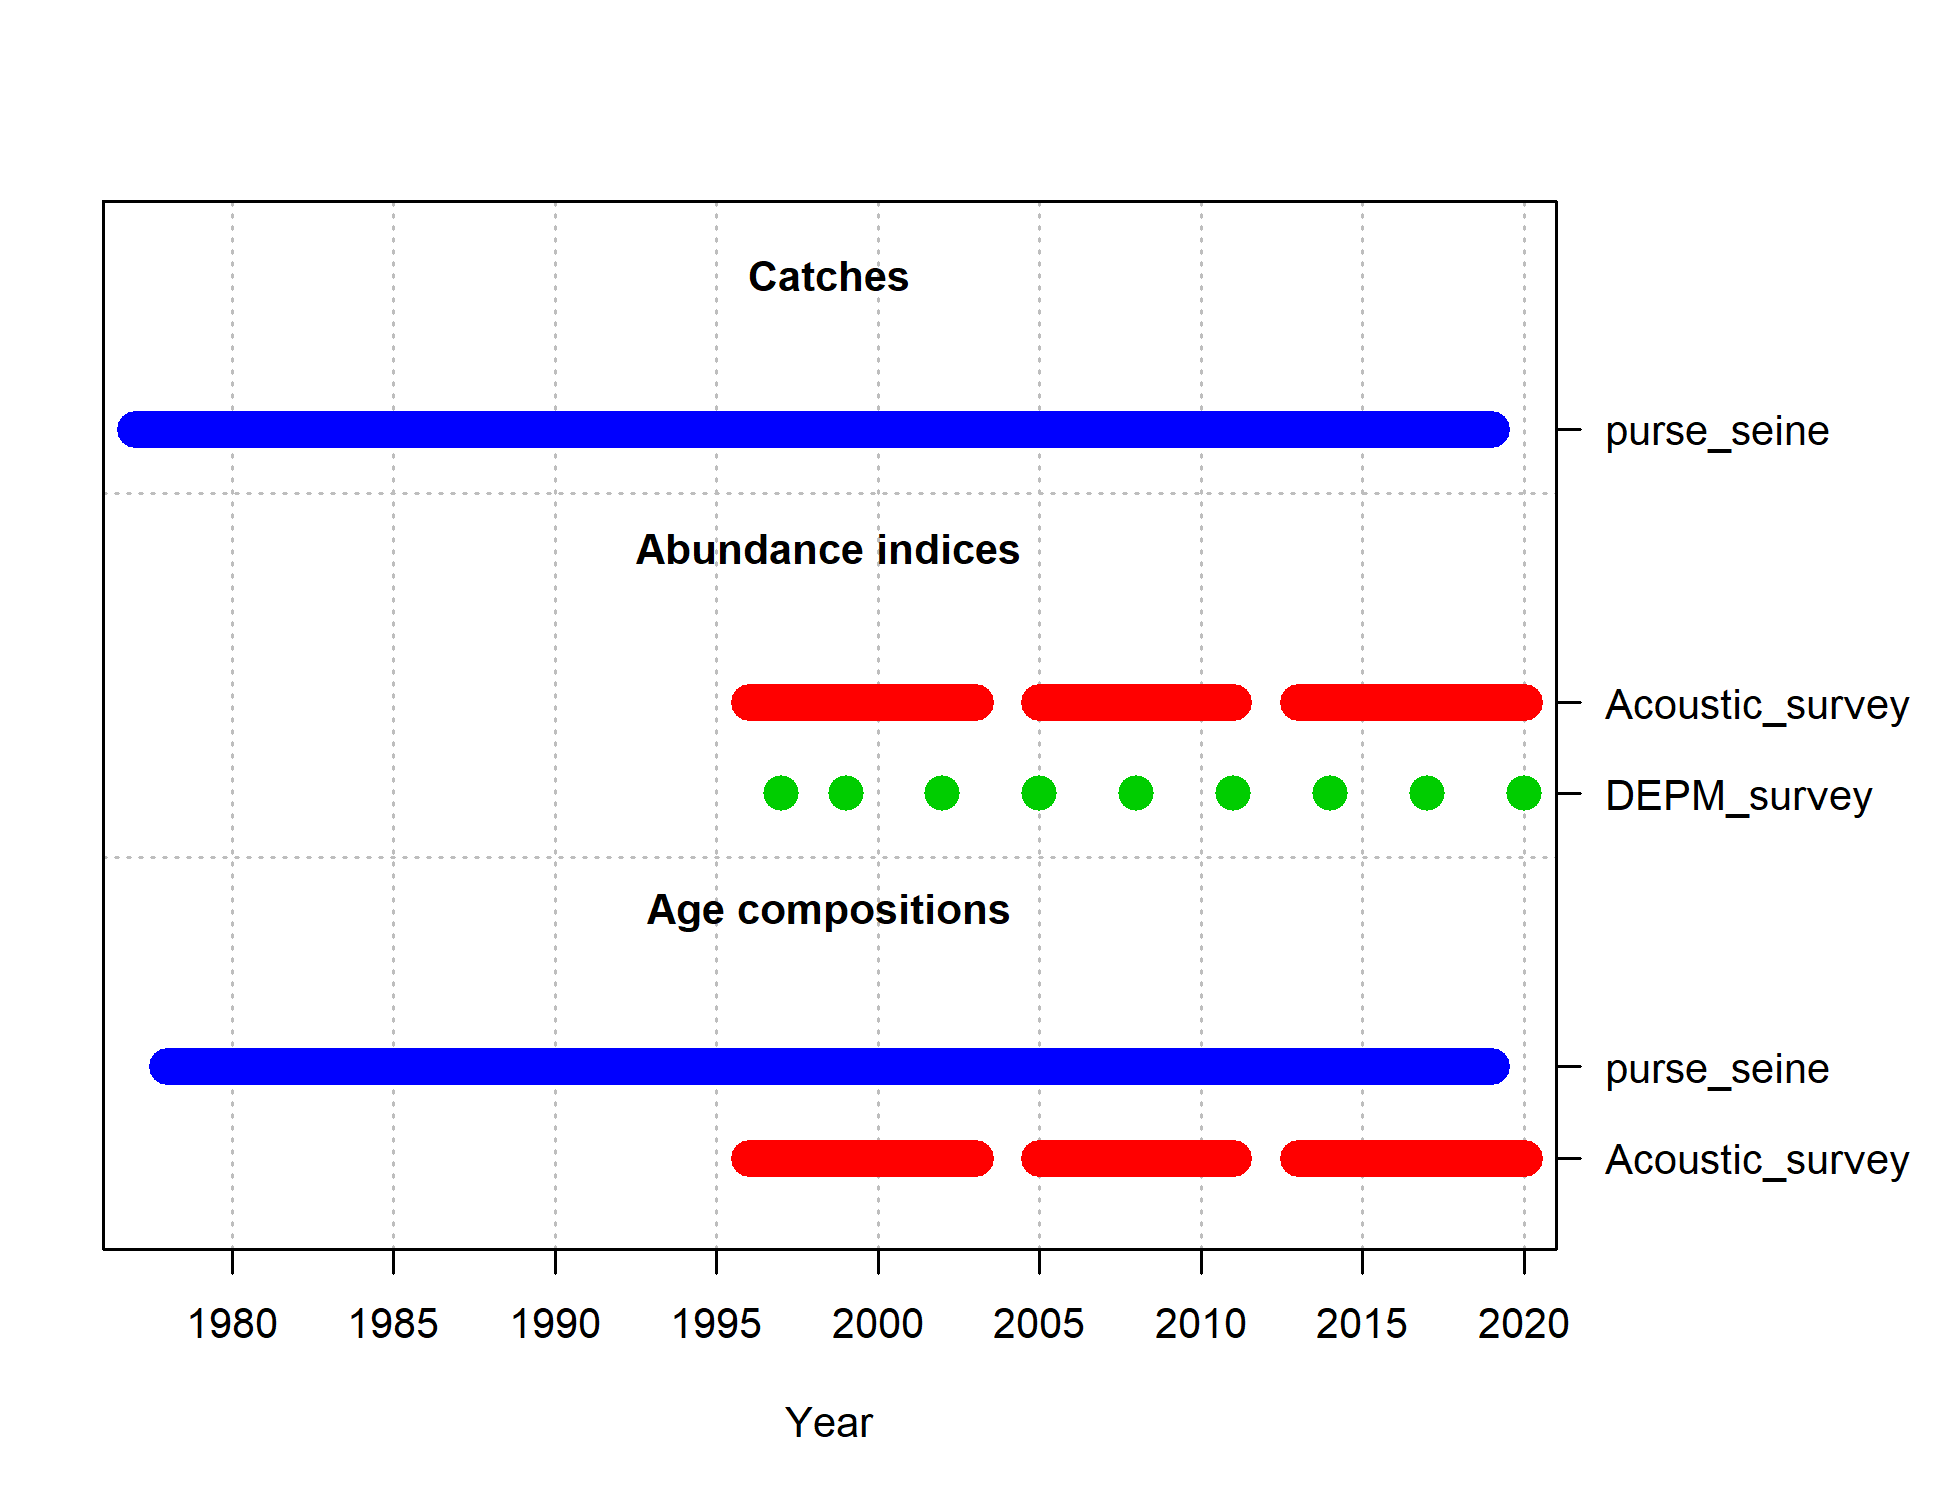 Catches
purse_seine
Abundance indices
Acoustic_survey
DEPM_survey
Age compositions
purse_seine
Acoustic_survey
1980 1985 1990 1995 2000 2005 2010 2015 2020
Year